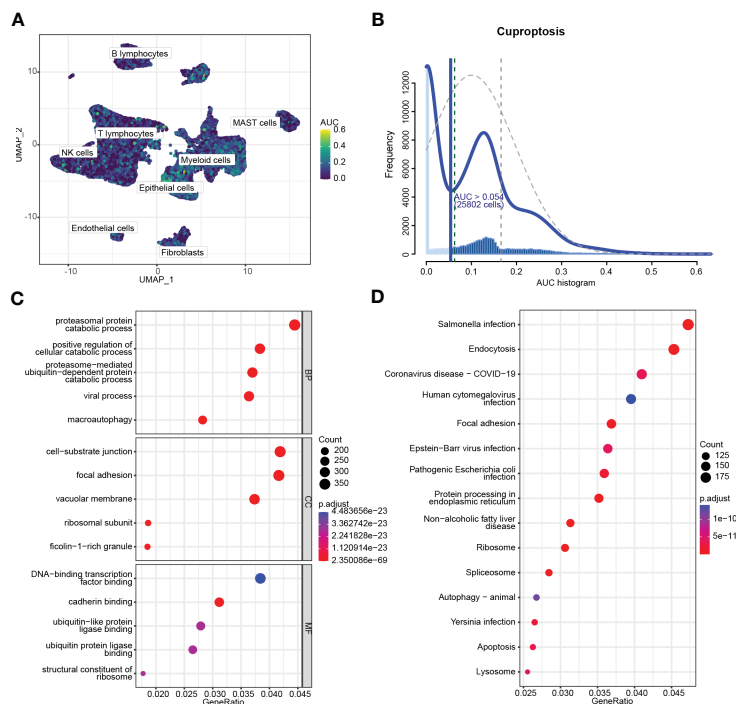 A
B lymphocytes
MAST cells
T lymphocytes
NK cells
Myeloid cells
Epithelial cells
Endothelial cells
Fibroblasts
10
0
−10
UMAP_2
−10
0
10
UMAP_1
AUC
0.6
0.4
0.2
0.0
B
Cuproptosis
Frequency
12000
10000
8000
6000
4000
2000
0
AUC > 0.054
(25802 cells)
0.0
0.1
0.2
0.3
0.4
0.5
0.6
AUC histogram
C
proteasomal protein
catabolic process
positive regulation of
cellular catabolic process
proteasome−mediated
ubiquitin−dependent protein
catabolic process
viral process
macroautophagy
BP
cell−substrate junction
focal adhesion
vacuolar membrane
ribosomal subunit
ficolin−1−rich granule
CC
DNA−binding transcription
factor binding
cadherin binding
ubiquitin−like protein
ligase binding
ubiquitin protein ligase
binding
structural constituent of
ribosome
MF
0.020
0.025
0.030
0.035
0.040
0.045
GeneRatio
Count
200
250
300
350
p.adjust
4.483656e−23
3.362742e−23
2.241828e−23
1.120914e−23
2.350086e−69
D
Salmonella infection
Endocytosis
Coronavirus disease − COVID−19
Human cytomegalovirus
infection
Focal adhesion
Epstein−Barr virus infection
Pathogenic Escherichia coli
infection
Protein processing in
endoplasmic reticulum
Non−alcoholic fatty liver
disease
Ribosome
Spliceosome
Autophagy − animal
Yersinia infection
Apoptosis
Lysosome
0.025
0.030
0.035
0.040
0.045
GeneRatio
Count
125
150
175
p.adjust
1e−10
5e−11